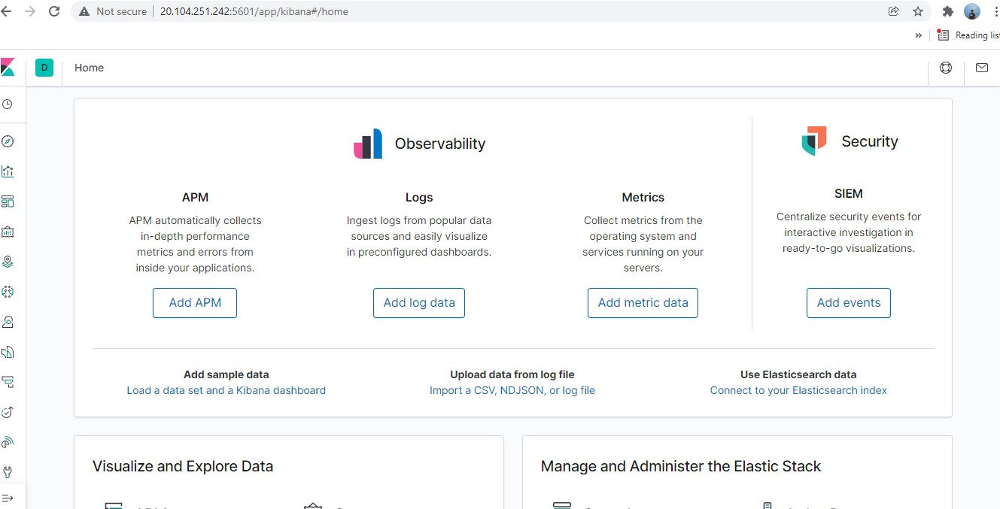 Not secure
20.104.251.242:5601/app/kibana#/home
»
Reading list
D
Home
Observability
Security
APM
APM automatically collects
in-depth performance
metrics and errors from
inside your applications.
Add APM
Logs
Ingest logs from popular data
sources and easily visualize
in preconfigured dashboards.
Add log data
Metrics
Collect metrics from the
operating system and
services running on your
servers.
Add metric data
SIEM
Centralize security events for
interactive investigation in
ready-to-go visualizations.
Add events
Add sample data
Load a data set and a Kibana dashboard
Upload data from log file
Import a CSV, NDJSON, or log file
Use Elasticsearch data
Connect to your Elasticsearch index
Visualize and Explore Data
Manage and Administer the Elastic Stack